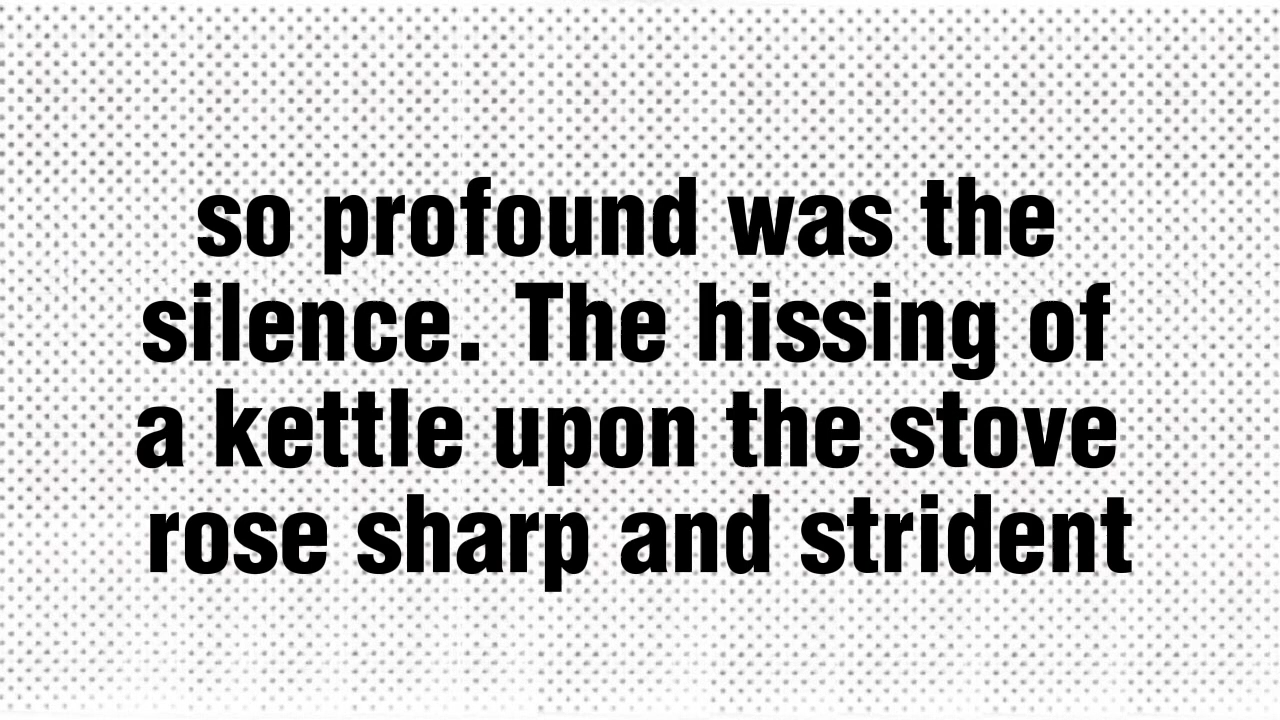 so profound was the
silence. The hissing of
a kettle upon the stove
rose sharp and strident